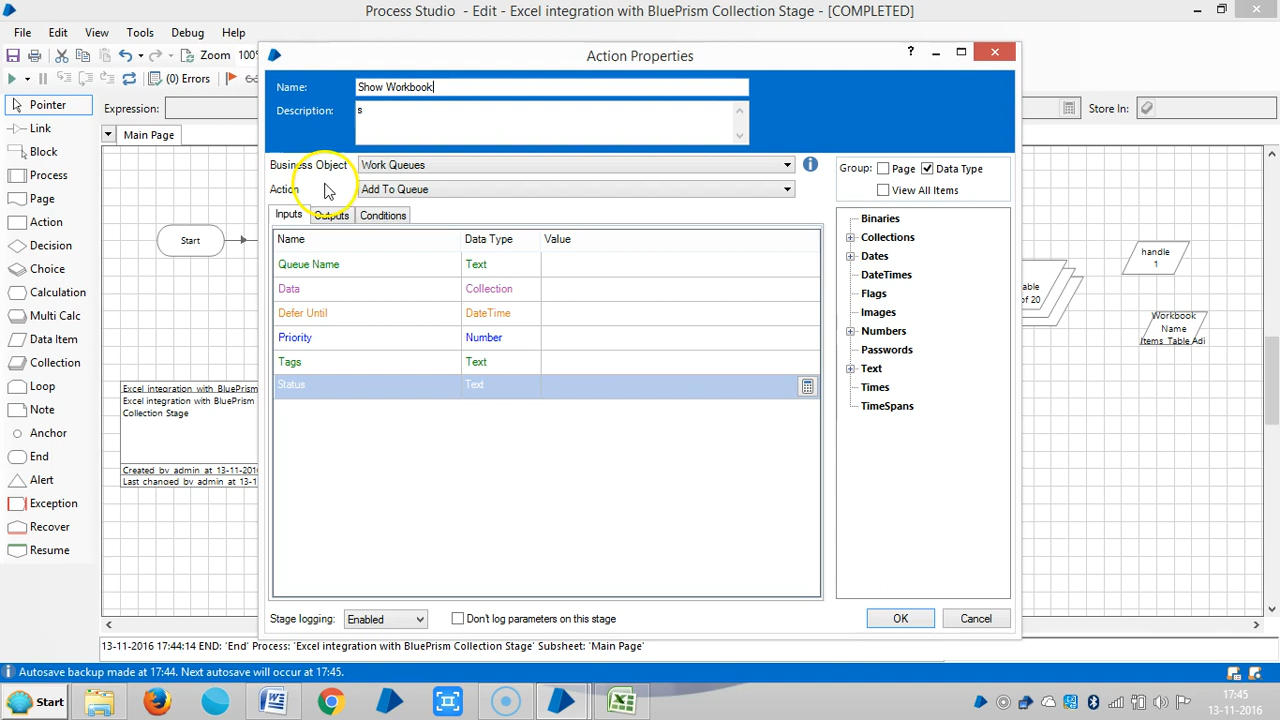 Process Studio - Edit - Excel integration with BluePrism Collection Stage - [COMPLETED]
File Edit View Tools Debug Help
Zoom 100%
(0) Errors
Expression:
Store In:
Pointer
Link
Block
Process
Page
Action
Decision
Choice
Calculation
Multi Calc
Data Item
Collection
Loop
Note
Anchor
End
Alert
Exception
Recover
Resume
Main Page
Start
Excel integration with BluePrism
Excel integration with BluePrism
Collection Stage
Created by admin at 13-11-2016
Last changed by admin at 13-1
Action Properties
?
Name: Show Workbook
Description: s
Business Object Work Queues
Action Add To Queue
Inputs Outputs Conditions
Name Data Type Value
Queue Name Text
Data Collection
Defer Until DateTime
Priority Number
Tags Text
Status Text
Group: Page Data Type
View All Items
Binaries
Collections
Dates
DateTimes
Flags
Images
Numbers
Passwords
Text
Times
TimeSpans
Stage logging: Enabled Don't log parameters on this stage
OK Cancel
able
of 20
handle
1
Workbook
Name
Items Table Adi
13-11-2016 17:44:14 END: 'End' Process: 'Excel integration with BluePrism Collection Stage' Subsheet: 'Main Page'
Autosave backup made at 17:44. Next autosave will occur at 17:45.
Start
17:45
13-11-2016